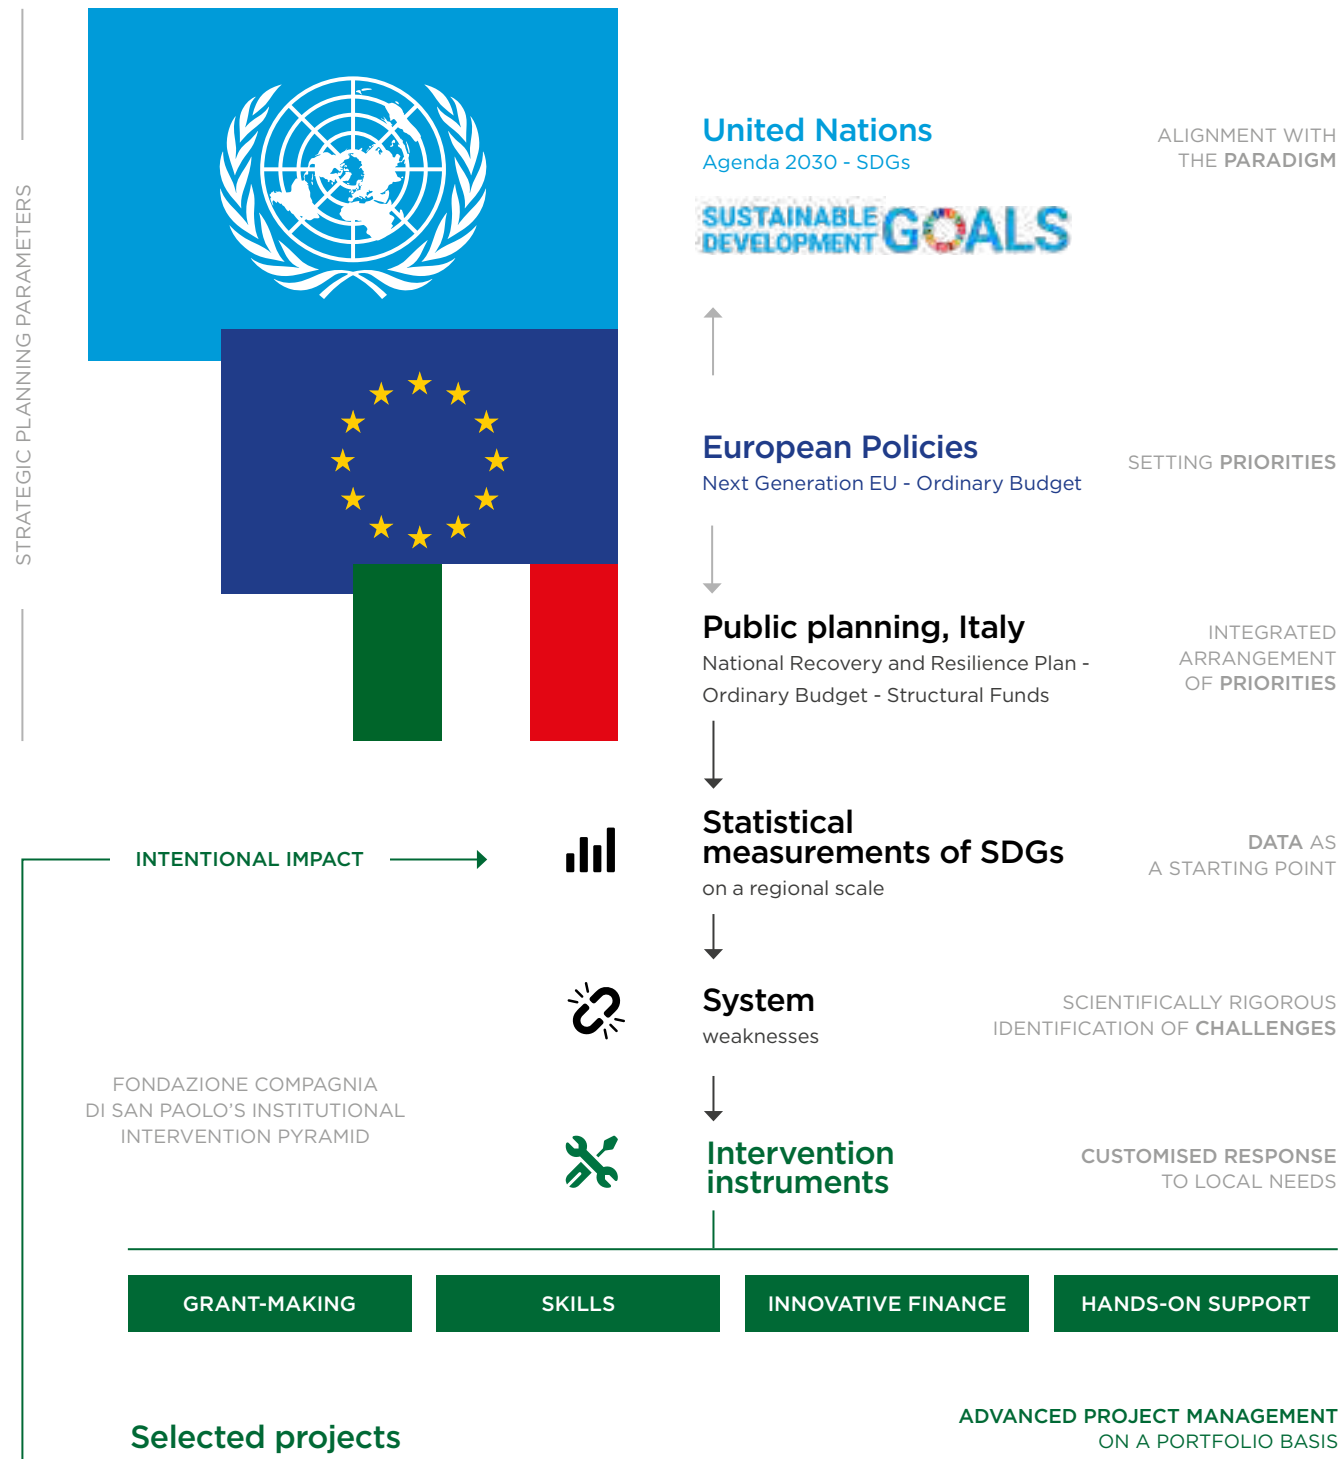 STRATEGIC PLANNING PARAMETERS
United Nations
Agenda 2030 - SDGs
ALIGNMENT WITH
THE PARADIGM
SUSTAINABLE
DEVELOPMENT
GOALS
European Policies
Next Generation EU - Ordinary Budget
SETTING PRIORITIES
Public planning, Italy
National Recovery and Resilience Plan -
Ordinary Budget - Structural Funds
INTEGRATED
ARRANGEMENT
OF PRIORITIES
INTENTIONAL IMPACT
Statistical
measurements of SDGs
on a regional scale
DATA AS
A STARTING POINT
System
weaknesses
SCIENTIFICALLY RIGOROUS
IDENTIFICATION OF CHALLENGES
FONDAZIONE COMPAGNIA
DI SAN PAOLO'S INSTITUTIONAL
INTERVENTION PYRAMID
Intervention
instruments
CUSTOMISED RESPONSE
TO LOCAL NEEDS
GRANT-MAKING
SKILLS
INNOVATIVE FINANCE
HANDS-ON SUPPORT
Selected projects
ADVANCED PROJECT MANAGEMENT
ON A PORTFOLIO BASIS